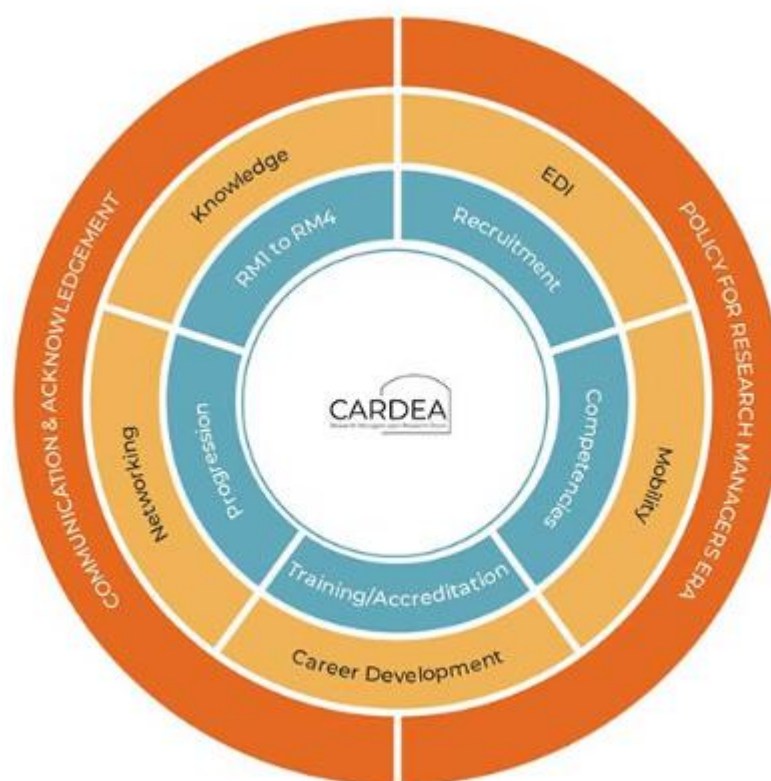 COMMUNICATION & ACKNOWLEDGEMENT
POLICY FOR RESEARCH MANAGERS ERA
Knowledge
EDI
Mobility
Career Development
Networking
RM1 to RM4
Recruitment
Competencies
Training/Accreditation
Progression
CARDEA